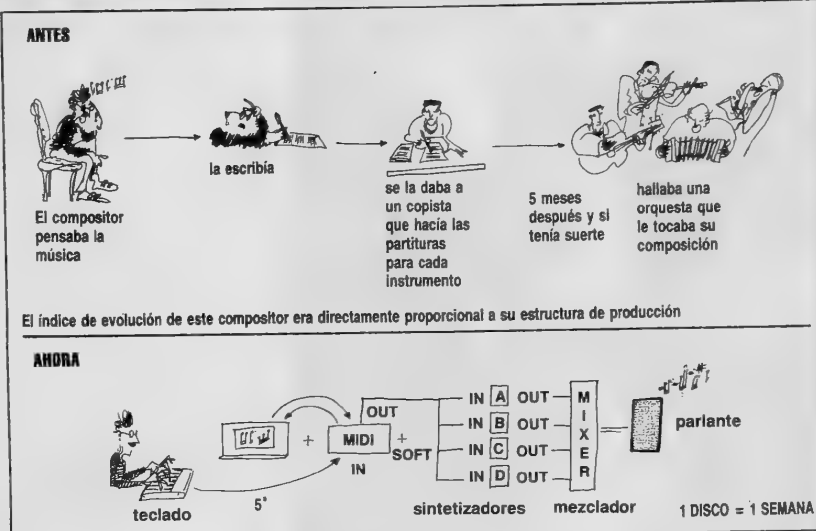 ANTES
El compositor
pensaba la
música
la escribía
se la daba a
un copista
que hacía las
partituras
para cada
instrumento
5 meses
después y si
tenía suerte
hallaba una
orquesta que
le tocaba su
composición
El índice de evolución de este compositor era directamente proporcional a su estructura de producción
AHORA
teclado
5"
+
MIDI
IN
OUT
+
SOFT
IN A OUT
IN B OUT
IN C OUT
IN D OUT
sintetizadores
MIXER
mezclador
=
parlante
1 DISCO = 1 SEMANA